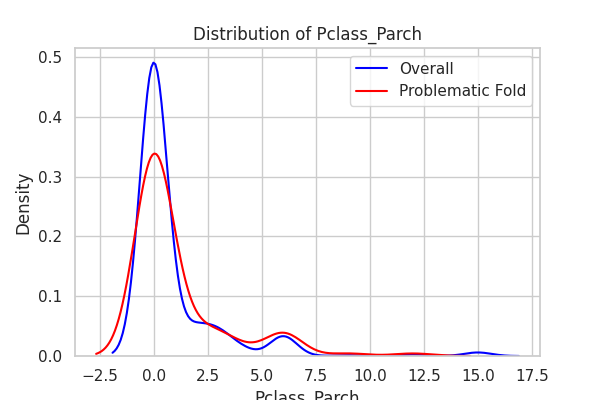 Distribution of Pclass_Parch
Overall
Problematic Fold
Density
0.5
0.4
0.3
0.2
0.1
0.0
−2.5 0.0 2.5 5.0 7.5 10.0 12.5 15.0 17.5
Pclass_Parch